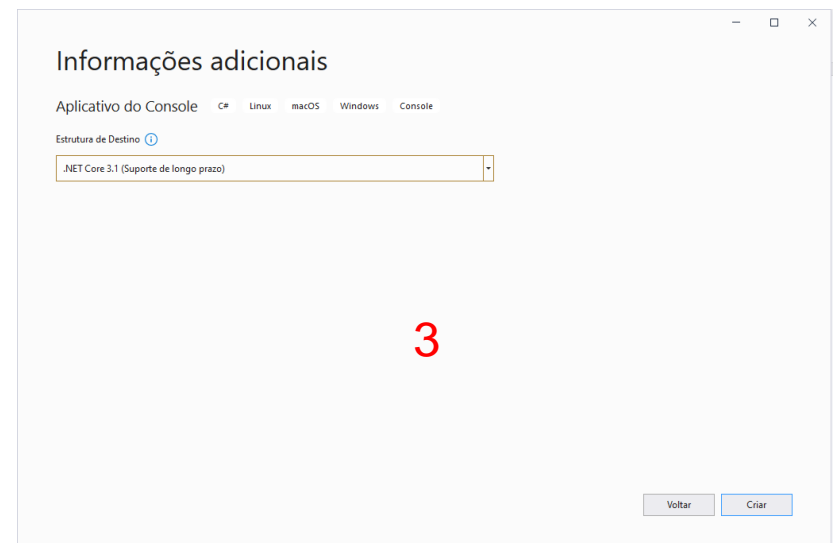 Informações adicionais
Aplicativo do Console C# Linux macOS Windows Console
Estrutura de Destino
.NET Core 3.1 (Suporte de longo prazo)
3
Voltar Criar